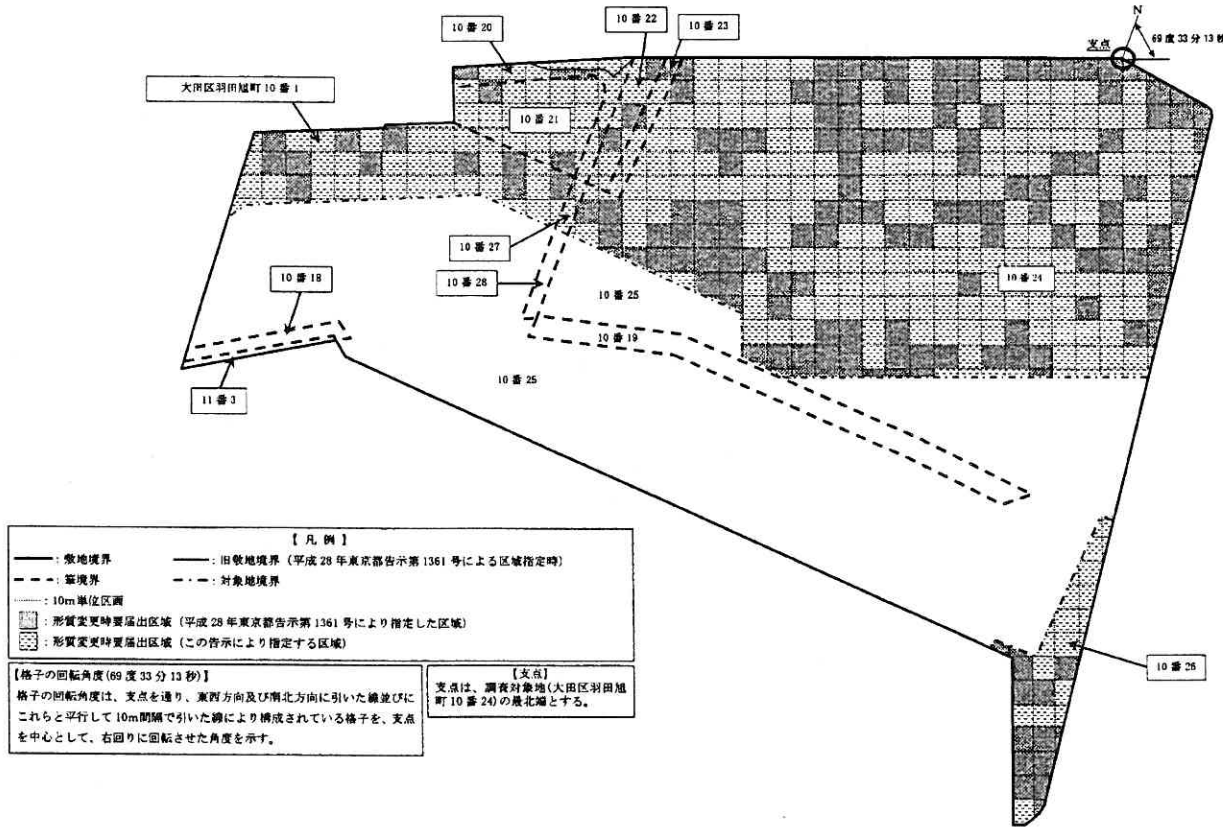 10番20
10番22
10番23
N
支点
69度33分13秒
大田区羽田旭町10番1
10番21
10番27
10番28
10番18
10番25
10番24
10番19
10番25
11番3
10番26
【凡例】
：敷地境界
：旧敷地境界（平成28年東京都告示第1361号による区域指定時）
：筆境界
：対象地境界
：10m単位区画
：形質変更時要届出区域（平成28年東京都告示第1361号により指定した区域）
：形質変更時要届出区域（この告示により指定する区域）
【格子の回転角度(69度33分13秒)】
格子の回転角度は、支点を通り、東西方向及び南北方向に引いた線並びに
これらと平行して10m間隔で引いた線により構成されている格子を、支点
を中心として、右回りに回転させた角度を示す。
【支点】
支点は、調査対象地(大田区羽田旭
町10番24)の最北端とする。